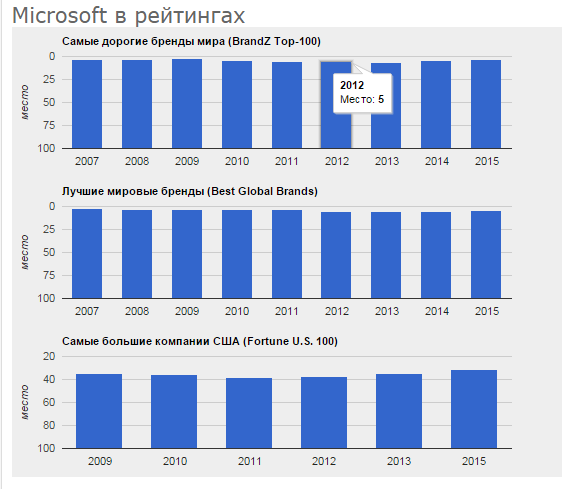 Microsoft в рейтингах
Самые дорогие бренды мира (BrandZ Top-100)
место
0
25
50
75
100
2012
Место: 5
2007 2008 2009 2010 2011 2012 2013 2014 2015
Лучшие мировые бренды (Best Global Brands)
место
0
25
50
75
100
2007 2008 2009 2010 2011 2012 2013 2014 2015
Самые большие компании США (Fortune U.S. 100)
место
20
40
60
80
100
2009 2010 2011 2012 2013 2015